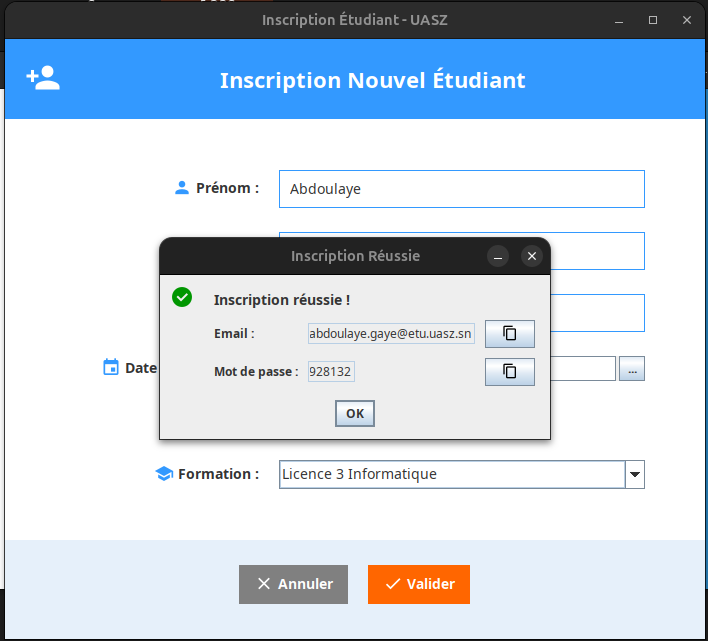 Inscription Étudiant - UASZ
Inscription Nouvel Étudiant
Prénom :
Abdoulaye
Inscription Réussie
Inscription réussie !
Email :
abdoulaye.gaye@etu.uasz.sn
Mot de passe :
928132
OK
Date
...
Formation :
Licence 3 Informatique
Annuler
Valider